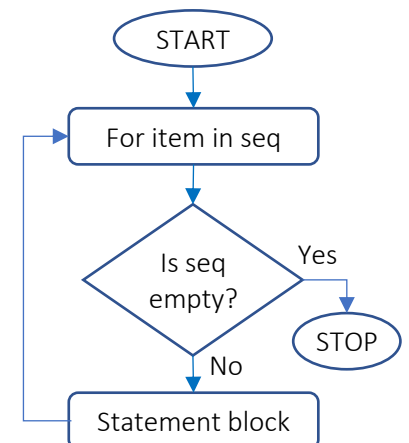 START
For item in seq
Is seq
empty?
Yes
STOP
No
Statement block